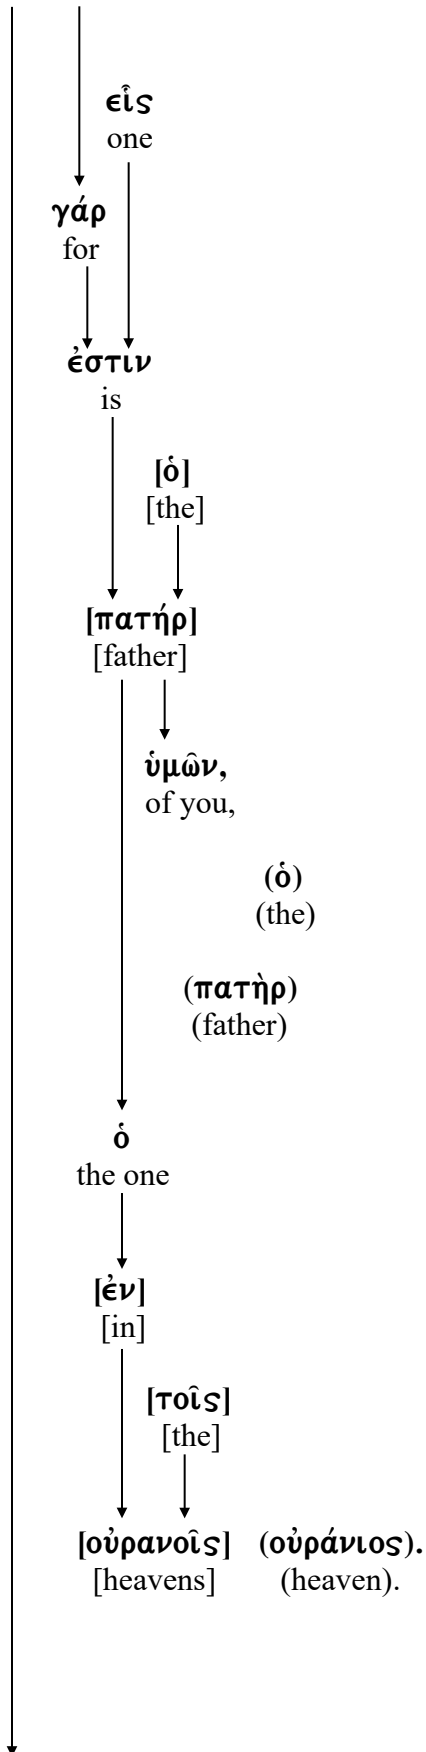 εἷς
one
γάρ
for
ἐστιν
is
[ὁ]
[the]
[πατήρ]
[father]
ὑμῶν,
of you,
(ὁ)
(the)
(πατὴρ)
(father)
ὁ
the one
[ἐν]
[in]
[τοῖς]
[the]
[οὐρανοῖς] (οὐράνιος).
[heavens] (heaven).